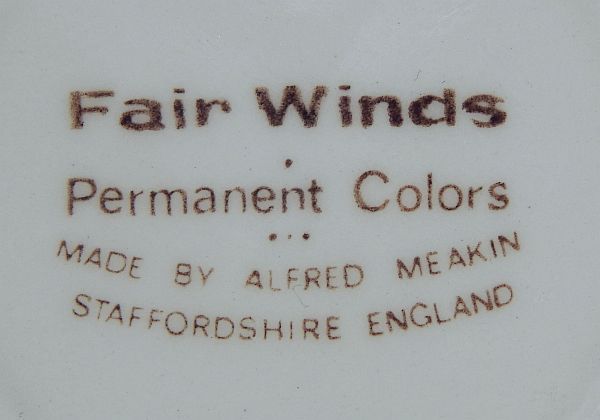 Fair Winds
Permanent Colors
MADE BY ALFRED MEAKIN
STAFFORDSHIRE ENGLAND